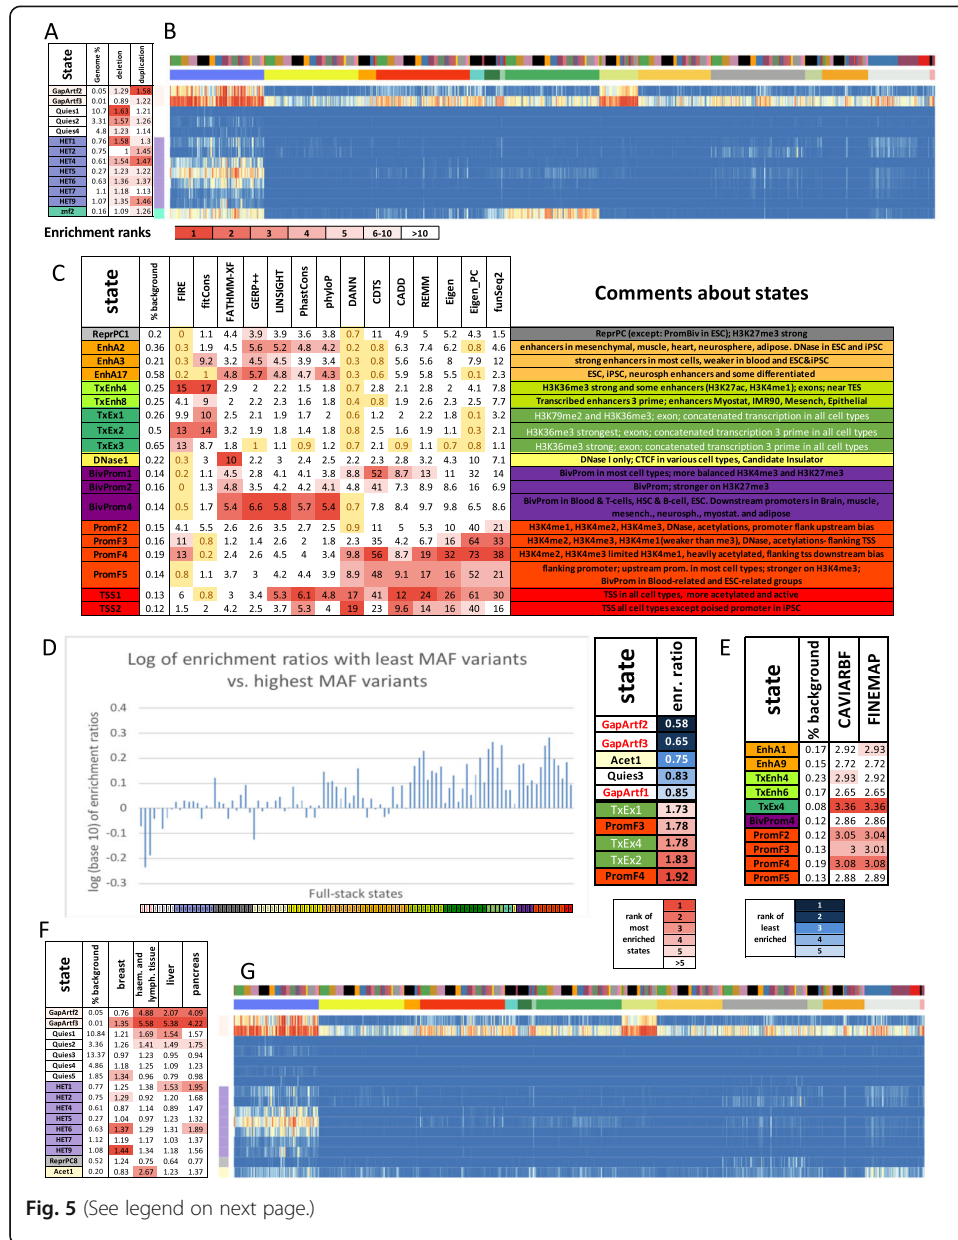 A
B
State Genome % deletion duplication
GapArtf2 0.05 1.29 1.58
GapArtf3 0.01 0.89 1.22
Quies1 10.7 1.63 1.21
Quies2 3.31 1.57 1.26
Quies4 4.8 1.23 1.14
HET1 0.76 1.58 1.3
HET2 0.75 1 1.45
HET4 0.61 1.54 1.47
HET5 0.27 1.23 1.22
HET6 0.63 1.36 1.37
HET7 1.1 1.18 1.13
HET9 1.07 1.35 1.46
znf2 0.16 1.09 1.26
Enrichment ranks 1 2 3 4 5 6-10 >10
C
state % background FIRE fitCons FATHMM-XF GERP++ LINSIGHT PhastCons phyloP DANN CDTS CADD REMM Eigen Eigen_PC funSeq2 Comments about states
ReprPC1 0.2 0 1.1 4.4 3.9 3.9 3.6 3.8 0.7 11 4.9 5 5.2 4.3 1.5 ReprPC (except: PromBiv in ESC); H3K27me3 strong
EnhA2 0.36 0.3 1.9 4.5 5.6 5.2 4.8 4.2 0.2 0.6 6.3 7.4 6.2 4.6 4.6 enhancers in mesenchymal, muscle, heart, neurosphere, adipose. DNase in ESC and iPSC
EnhA3 0.21 0.3 9.2 3.2 4.5 4.5 3.9 3.4 0.3 0.8 5.6 5.6 8 7.9 12 strong enhancers in most cells, weaker in blood and ESC&iPSC
EnhA17 0.58 0.2 1 4.8 5.7 4.8 4.7 4.3 0.2 0.6 5.9 5.8 5.5 0.1 2.3 ESC, iPSC, neurosph enhancers and some differentiated
TxEnh4 0.25 15 17 2.9 2 2.2 1.5 1.8 0.7 2.8 2.1 2.8 2 4.1 7.8 H3K36me3 strong and some enhancers (H3K27ac, H3K4me1); exons; near TES
TxEnh8 0.25 4.1 9 2 2 2.2 1.5 1.8 0.4 0.8 1.9 2.6 2.5 2.5 6.6 Transcribed enhancers 3 prime; enhancers Myostat, IMR90, Mesench, Epithelial
TxEx1 0.26 9.9 10 2.5 2.1 1.9 1.7 2 0.6 1.2 2 2.2 1.8 0.1 3.2 H3K79me2 and H3K36me3; exon; concatenated transcription in all cell types
TxEx2 0.5 13 14 3.2 1.9 1.8 1.4 1.8 0.8 2.5 1.6 1.9 1.1 0.3 2.1 H3K36me3 strongest; exons; concatenated transcription 3 prime in all cell types
TxEx3 0.65 13 8.7 1.8 1 1.1 0.9 1.2 0.7 2.4 0.9 1.1 0.7 0.8 1.1 H3K36me3 strong; exons; concatenated transcription 3 prime in all cell types
DNase1 0.22 0.3 3 10 2.2 3 2.4 2.5 2.2 2.8 2.3 3.2 4.3 10 7.1 DNase I only; CTCF in various cell types, Candidate Insulator
BivProm1 0.14 0.2 1.1 4.5 2.8 4.1 4.1 3.8 8.8 52 8.7 13 11 32 14 BivProm in most cell types; more balanced H3K4me3 and H3K27me3
BivProm2 0.16 0 1.3 4.8 3.5 4.2 4.2 4.1 4.8 41 7.3 8.9 8.6 16 6.9 BivProm; stronger on H3K27me3
BivProm4 0.14 0.5 1.7 5.4 6.6 5.8 5.7 5.4 0.7 7.8 8.4 9.7 9.8 6.5 8.6 BivProm in Blood & T-cells, HSC & B-cell, ESC. Downstream promoters in Brain, muscle, mesench., neurosph., myostat. and adipose
PromF2 0.15 4.1 5.5 2.6 2.6 2.5 2.3 2.7 0.9 11 5 5.3 10 40 21 H3K4me1, H3K4me2, H3K4me3, DNase, acetylations, promoter flank upstream bias
PromF3 0.16 11 0.8 1.2 1.4 2.6 2 1.8 2.3 35 4.2 6.7 11 64 33 H3K4me2, H3K4me3, H3K4me1(weaker than me3), DNase, acetylations- flanking TSS
PromF4 0.19 13 0.2 2.4 2.6 4.5 4 3.4 9.8 56 8.7 19 32 73 38 H3K4me2, H3K4me3 limited H3K4me1, heavily acetylated, flanking tss downstream bias
PromF5 0.14 0.8 1.1 3.7 3 4.2 4.4 3.9 8.9 48 9.1 17 16 52 21 flanking promoter; upstream prom. in most cell types; stronger on H3K4me3; BivProm in Blood-related and ESC-related groups
TSS1 0.13 6 0.8 3 3.4 5.3 6.1 4.8 17 41 12 24 26 61 30 TSS in all cell types, more acetylated and active
TSS2 0.12 1.5 2 4.2 2.5 3.7 5.3 4 19 23 9.6 14 16 40 16 TSS all cell types except poised promoter in iPSC
D
Log of enrichment ratios with least MAF variants
vs. highest MAF variants
log (base 10) of enrichment ratios
0.4
0.3
0.2
0.1
0
-0.1
-0.2
-0.3
Full-stack states
state enr. ratio
GapArtf2 0.58
GapArtf3 0.65
Acet1 0.75
Quies3 0.83
GapArtf1 0.85
TxEx1 1.73
PromF3 1.78
TxEx4 1.78
TxEx2 1.83
PromF4 1.92
rank of most enriched states 1 2 3 4 5 >5
E
state % background CAVIARBF FINEMAP
EnhA1 0.17 2.92 2.93
EnhA9 0.15 2.72 2.72
TxEnh4 0.23 2.93 2.92
TxEnh6 0.17 2.65 2.65
TxEx4 0.08 3.36 3.36
BivProm4 0.12 2.86 2.86
PromF2 0.12 3.05 3.04
PromF3 0.13 3 3.01
PromF4 0.19 3.08 3.08
PromF5 0.13 2.88 2.89
rank of least enriched 1 2 3 4 5
F
state % background breast haem. and lymph. tissue liver pancreas
GapArtf2 0.05 0.76 4.88 2.07 4.09
GapArtf3 0.01 1.35 5.58 5.38 4.22
Quies1 10.84 1.21 1.69 1.54 1.57
Quies2 3.36 1.26 1.41 1.49 1.75
Quies3 13.37 0.97 1.23 0.95 0.94
Quies4 4.86 1.18 1.25 1.09 1.23
Quies5 1.85 1.34 0.96 0.79 0.98
HET1 0.77 1.25 1.38 1.53 1.95
HET2 0.75 1.29 0.92 1.20 1.68
HET4 0.61 0.87 1.14 0.89 1.47
HET5 0.27 1.04 0.97 1.23 1.32
HET6 0.63 1.37 1.29 1.31 1.89
HET7 1.12 1.19 1.17 1.03 1.37
HET9 1.08 1.44 1.34 1.18 1.56
ReprPC8 0.52 1.24 0.75 0.64 0.77
Acet1 0.20 0.83 2.67 1.23 1.37
G
Fig. 5 (See legend on next page.)